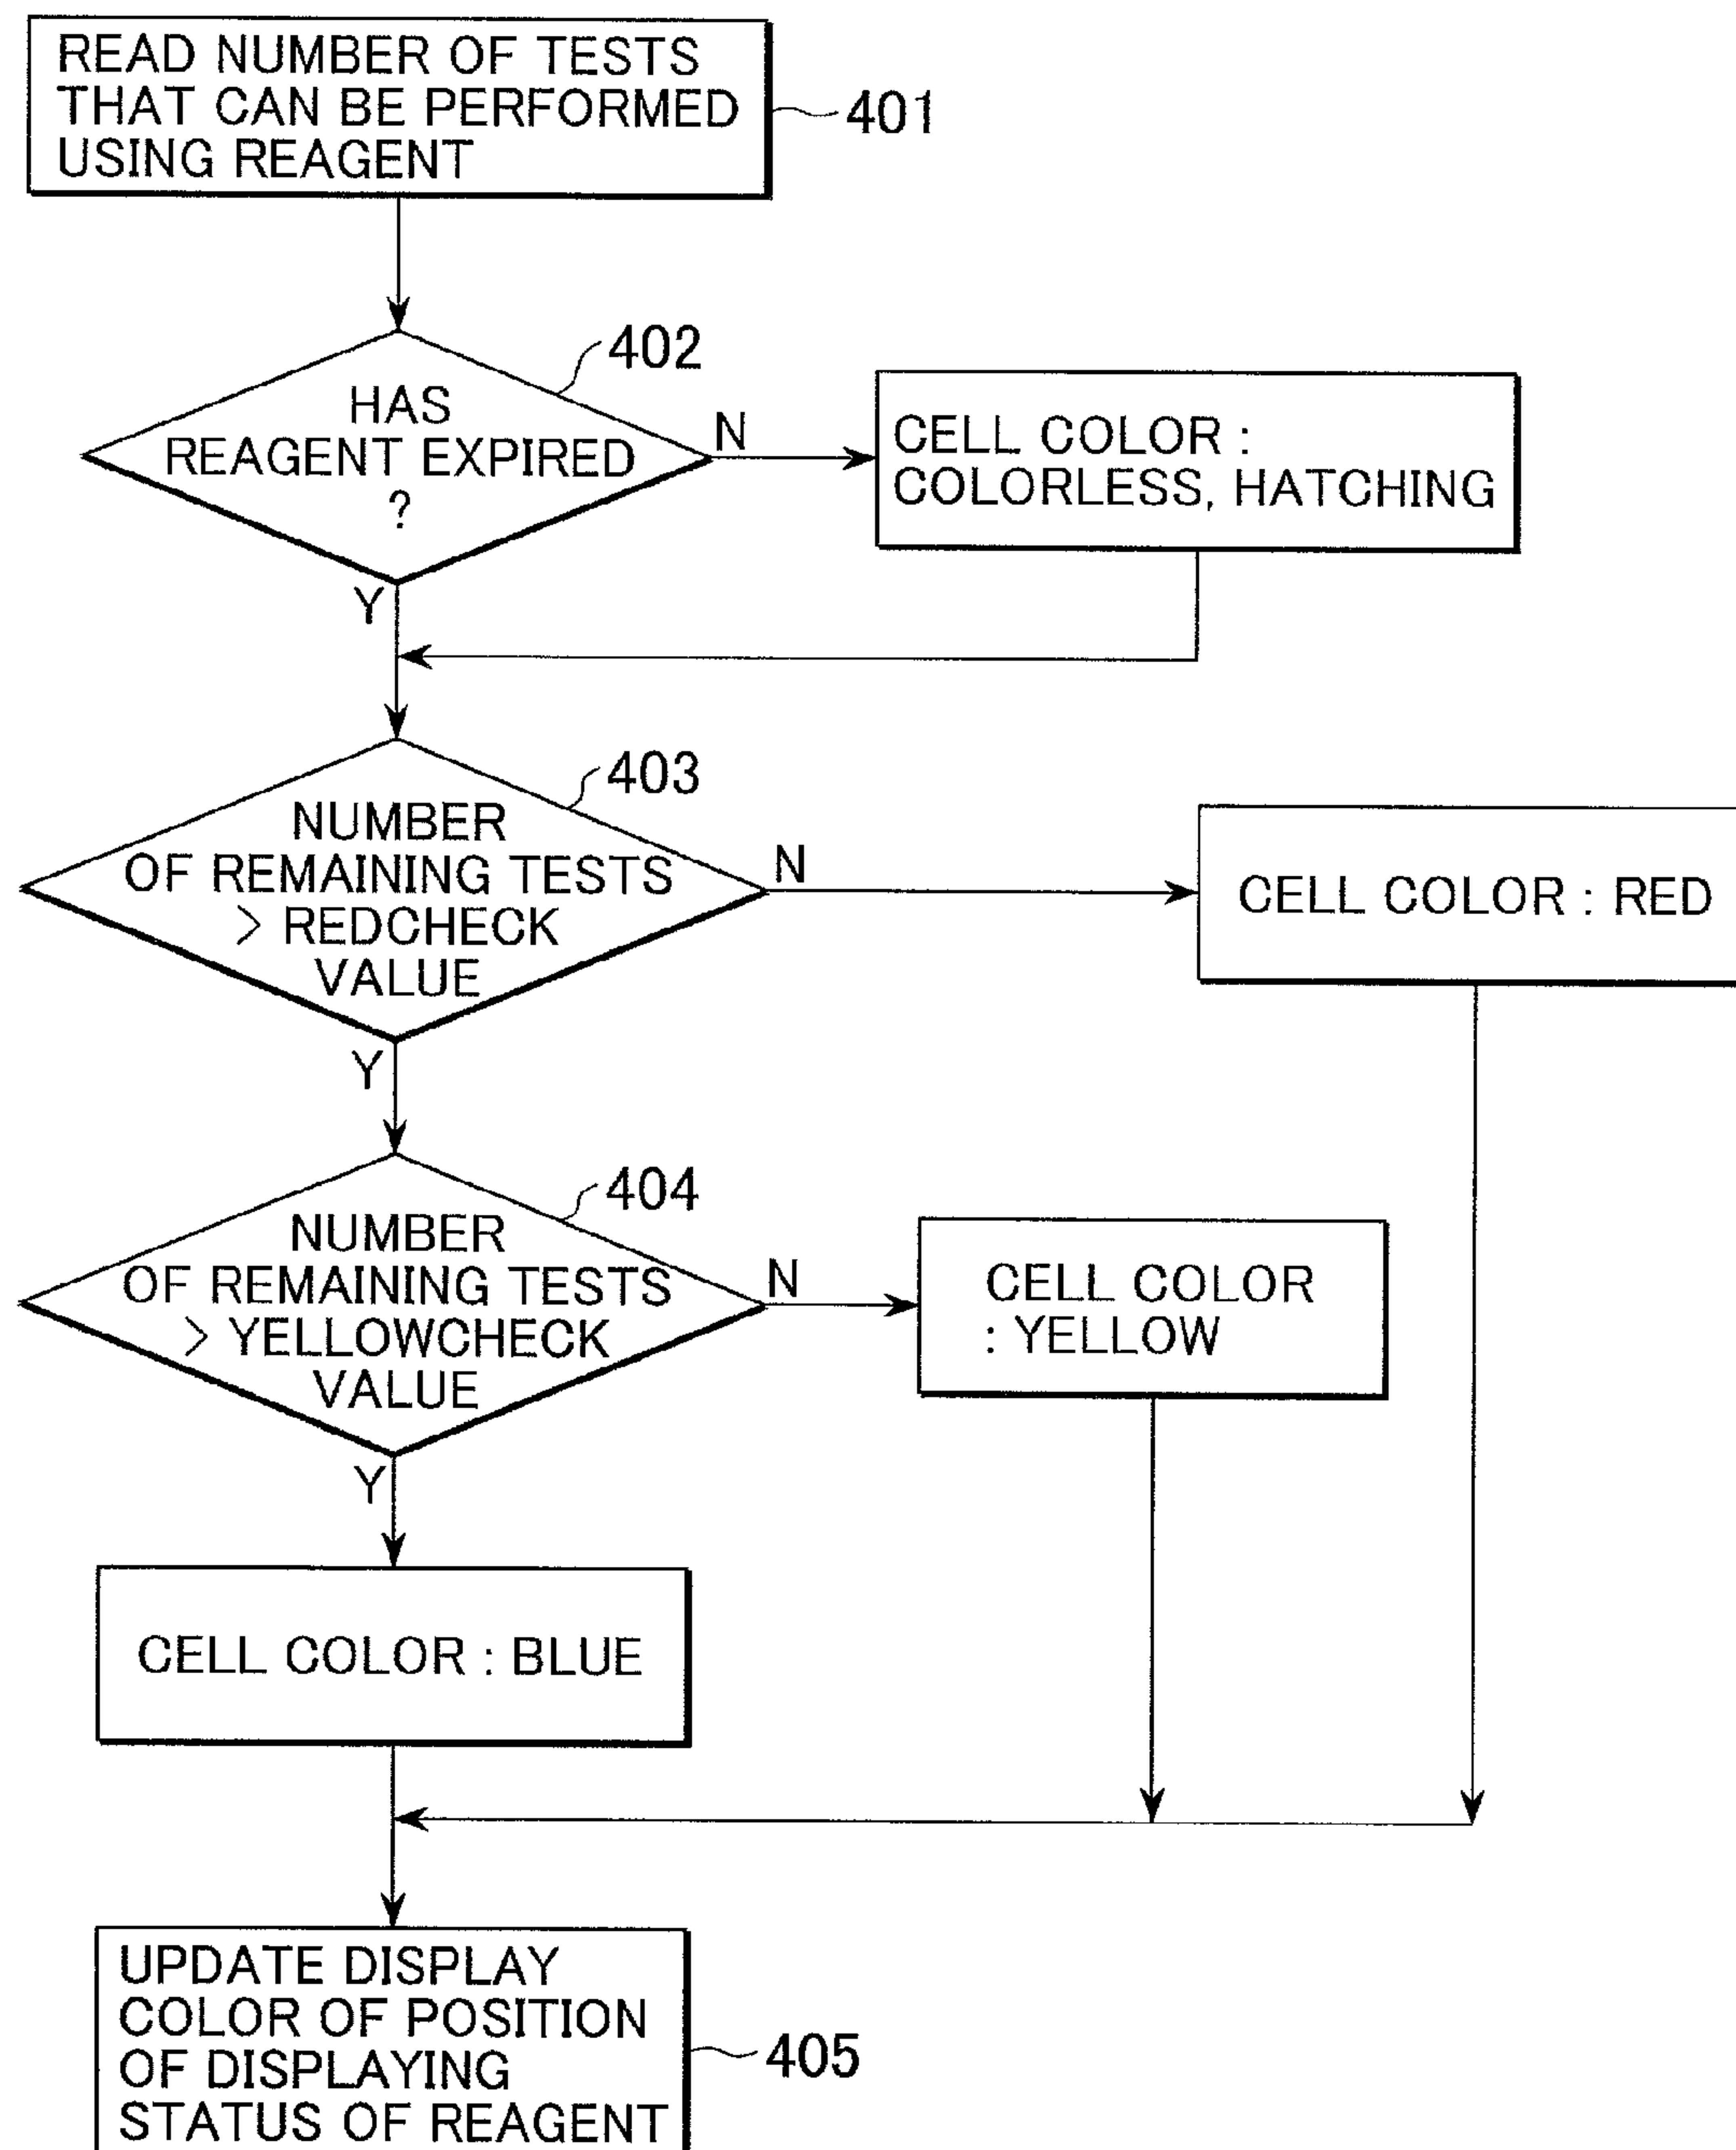 READ NUMBER OF TESTS
THAT CAN BE PERFORMED
USING REAGENT
401
402
HAS
REAGENT EXPIRED
?
N
CELL COLOR :
COLORLESS, HATCHING
Y
403
NUMBER
OF REMAINING TESTS
> REDCHECK
VALUE
N
CELL COLOR : RED
Y
404
NUMBER
OF REMAINING TESTS
> YELLOWCHECK
VALUE
N
CELL COLOR
: YELLOW
Y
CELL COLOR : BLUE
UPDATE DISPLAY
COLOR OF POSITION
OF DISPLAYING
STATUS OF REAGENT
405